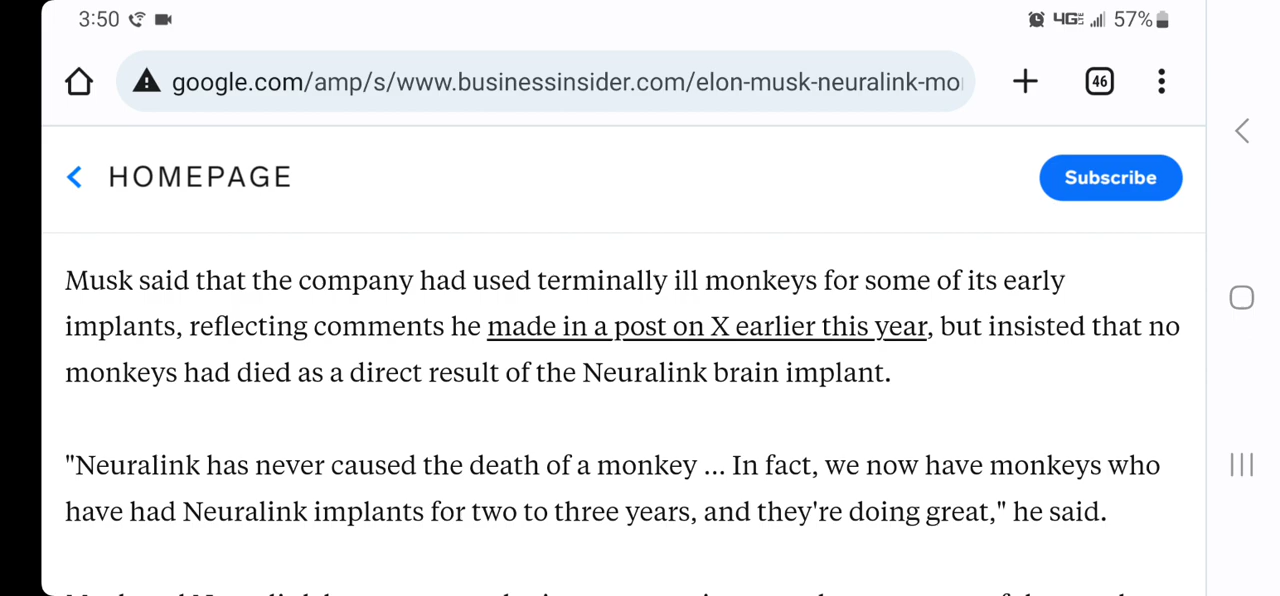 3:50 4G 57%
google.com/amp/s/www.businessinsider.com/elon-musk-neuralink-mo
46
HOMEPAGE Subscribe
Musk said that the company had used terminally ill monkeys for some of its early
implants, reflecting comments he made in a post on X earlier this year, but insisted that no
monkeys had died as a direct result of the Neuralink brain implant.
"Neuralink has never caused the death of a monkey ... In fact, we now have monkeys who
have had Neuralink implants for two to three years, and they're doing great," he said.